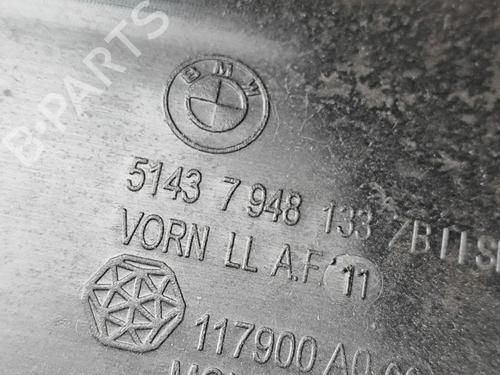 B-PARTS
BMW
5143 7 948 133
VORN LL A.F. 11
117900 A0